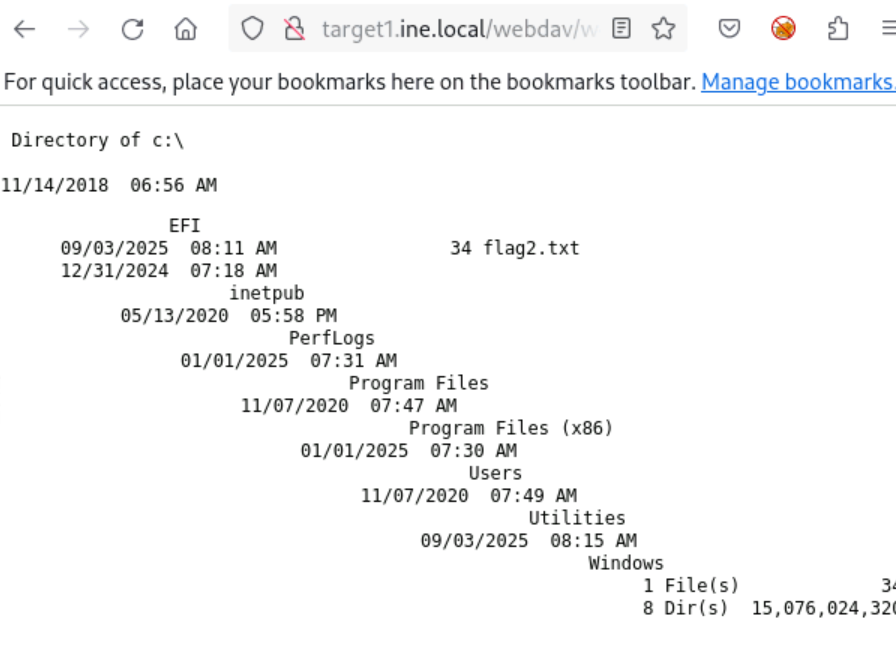 target1.ine.local/webdav/w
For quick access, place your bookmarks here on the bookmarks toolbar. Manage bookmarks.
Directory of c:\
11/14/2018 06:56 AM
EFI
09/03/2025 08:11 AM 34 flag2.txt
12/31/2024 07:18 AM
inetpub
05/13/2020 05:58 PM
PerfLogs
01/01/2025 07:31 AM
Program Files
11/07/2020 07:47 AM
Program Files (x86)
01/01/2025 07:30 AM
Users
11/07/2020 07:49 AM
Utilities
09/03/2025 08:15 AM
Windows
1 File(s) 34
8 Dir(s) 15,076,024,320